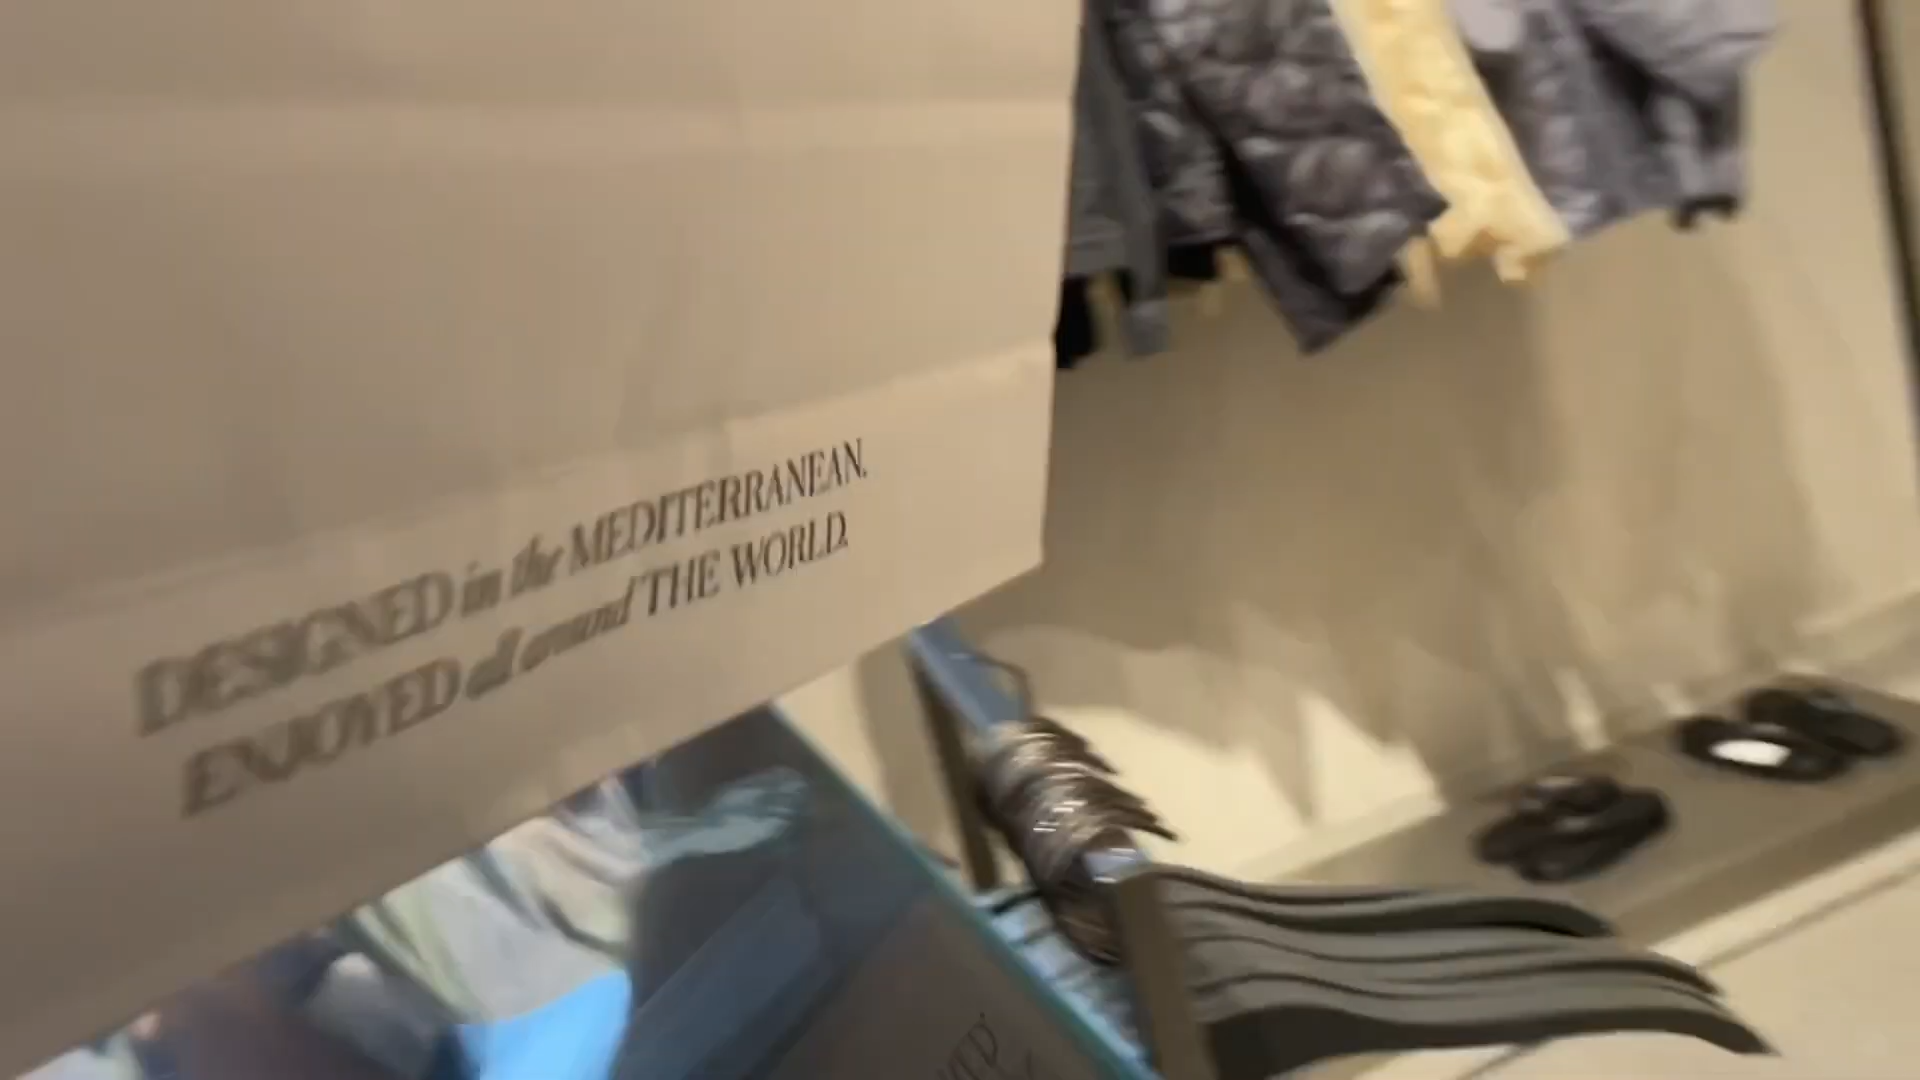 DESIGNED in the MEDITERRANEAN.
ENJOYED all around THE WORLD.